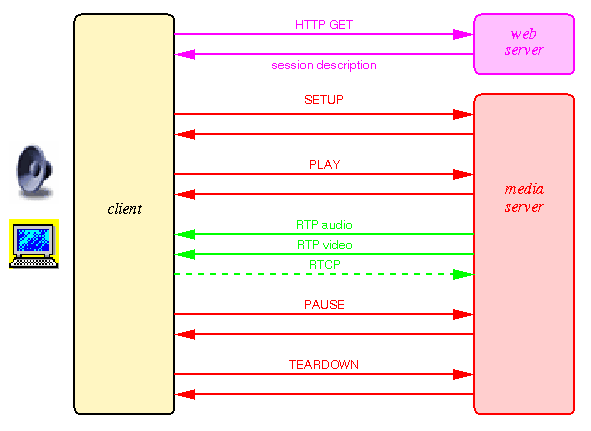 HTTP GET
web
server
session description
SETUP
PLAY
client
media
server
RTP audio
RTP video
RTCP
PAUSE
TEARDOWN